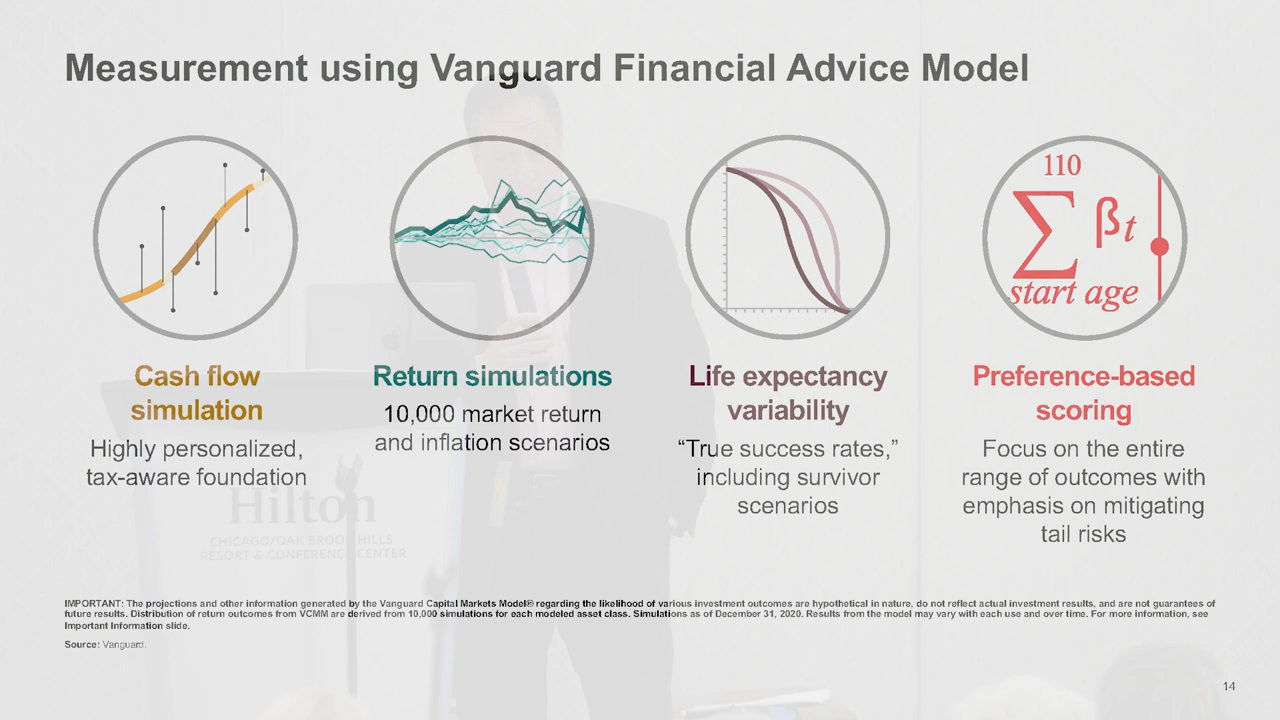 Measurement using Vanguard Financial Advice Model
110
∑ βt
start age
Cash flow
simulation
Highly personalized,
tax-aware foundation
Return simulations
10,000 market return
and inflation scenarios
Life expectancy
variability
“True success rates,”
including survivor
scenarios
Preference-based
scoring
Focus on the entire
range of outcomes with
emphasis on mitigating
tail risks
Hilton
CHICAGO/OAK BROOK HILLS
RESORT & CONFERENCE CENTER
IMPORTANT: The projections and other information generated by the Vanguard Capital Markets Model® regarding the likelihood of various investment outcomes are hypothetical in nature, do not reflect actual investment results, and are not guarantees of
future results. Distribution of return outcomes from VCMM are derived from 10,000 simulations for each modeled asset class. Simulations as of December 31, 2020. Results from the model may vary with each use and over time. For more information, see
Important Information slide.
Source: Vanguard.
14